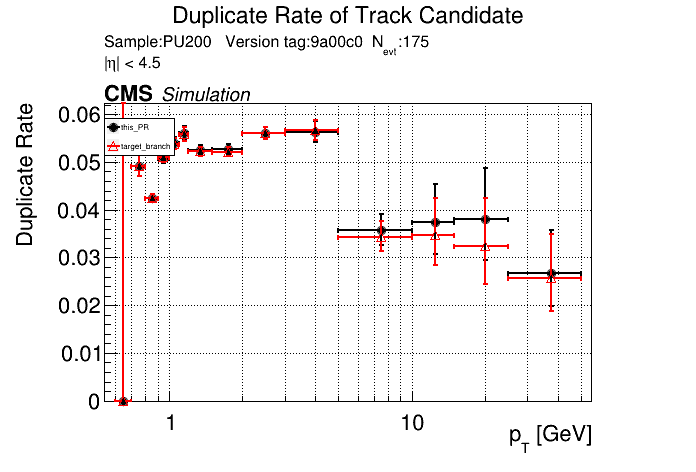 Duplicate Rate of Track Candidate
Sample:PU200 Version tag:9a00c0 N_evt:175
|η| < 4.5
CMS Simulation
this_PR
target_branch
Duplicate Rate
0.06
0.05
0.04
0.03
0.02
0.01
0
1
10
p_T [GeV]